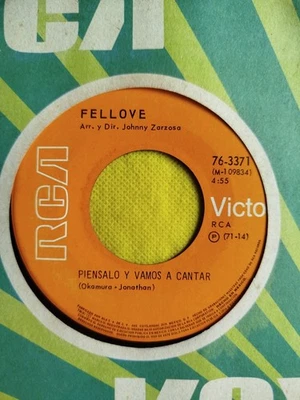 RCA
FELLOVE
Arr. y Dir. Johnny Zarzosa
76-3371
(M-109834)
4:55
RCA
Victo
RCA
Ⓟ (71-14)
PIENSALO Y VAMOS A CANTAR
(Okamura - Jonathan)